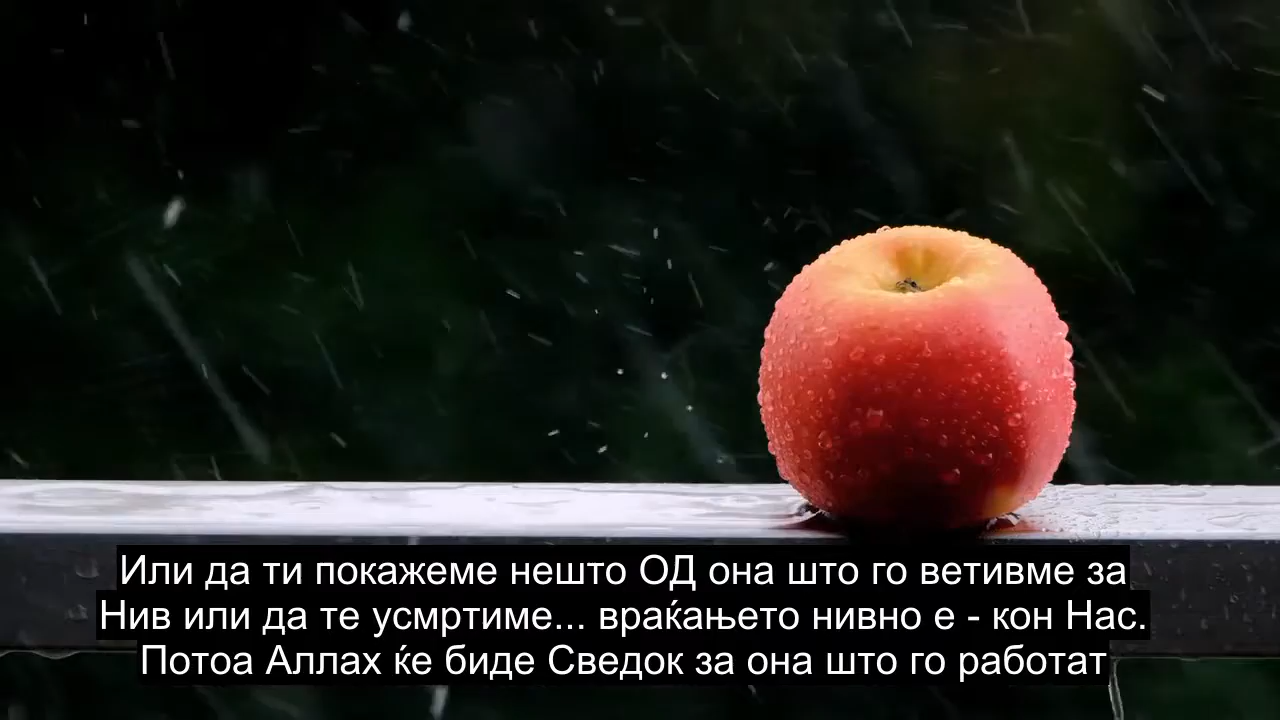 Или да ти покажеме нешто ОД она што го ветивме за
Нив или да те усмртиме... враќањето нивно е - кон Нас.
Потоа Аллах ќе биде Сведок за она што го работат